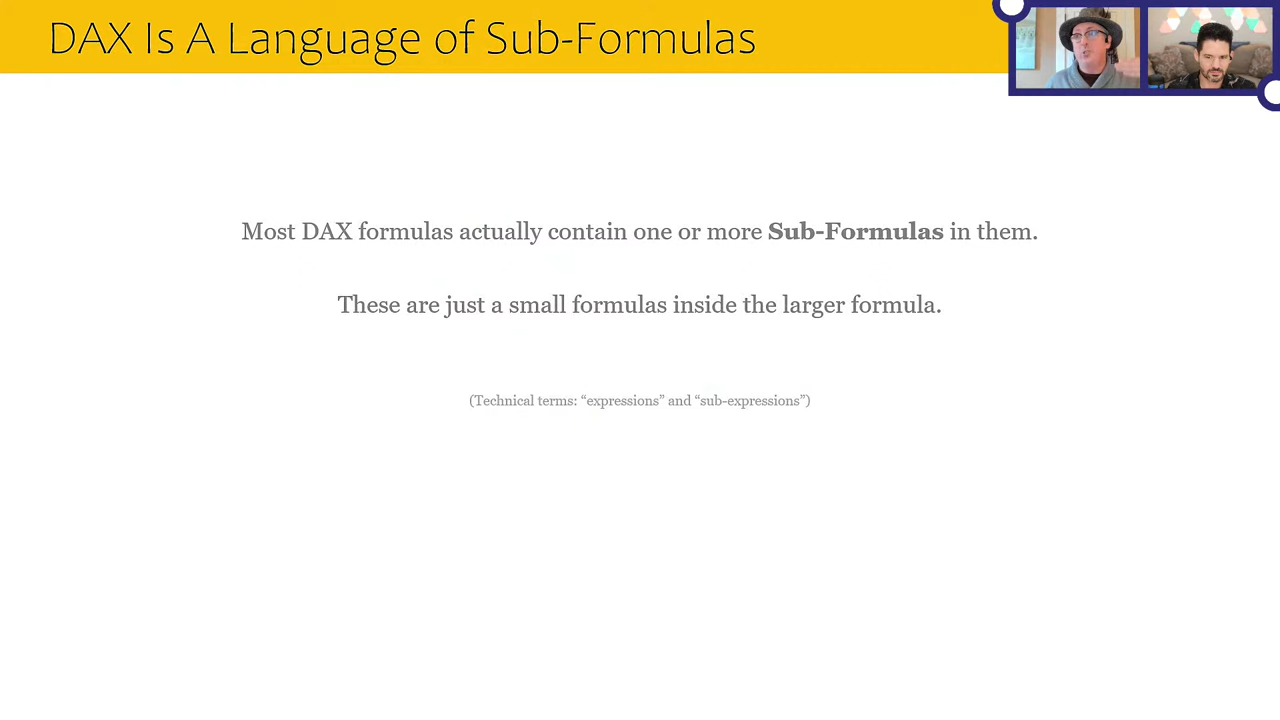 DAX Is A Language of Sub-Formulas
Most DAX formulas actually contain one or more Sub-Formulas in them.
These are just a small formulas inside the larger formula.
(Technical terms: “expressions” and “sub-expressions”)